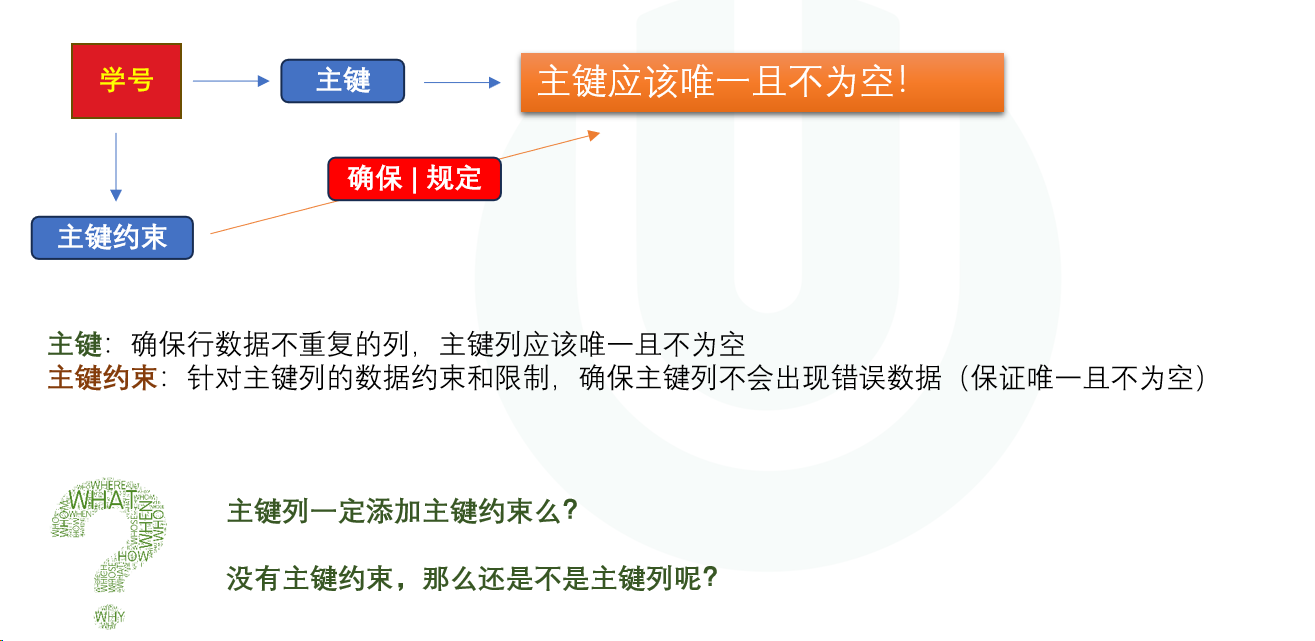 学号
主键
主键应该唯一且不为空！
确保 | 规定
主键约束
主键：确保行数据不重复的列，主键列应该唯一且不为空
主键约束：针对主键列的数据约束和限制，确保主键列不会出现错误数据（保证唯一且不为空）
WHERE
WHAT
WHEN
WHO
WHOSE
HOW
WHICH
WHY
主键列一定添加主键约束么？
没有主键约束，那么还是不是主键列呢？